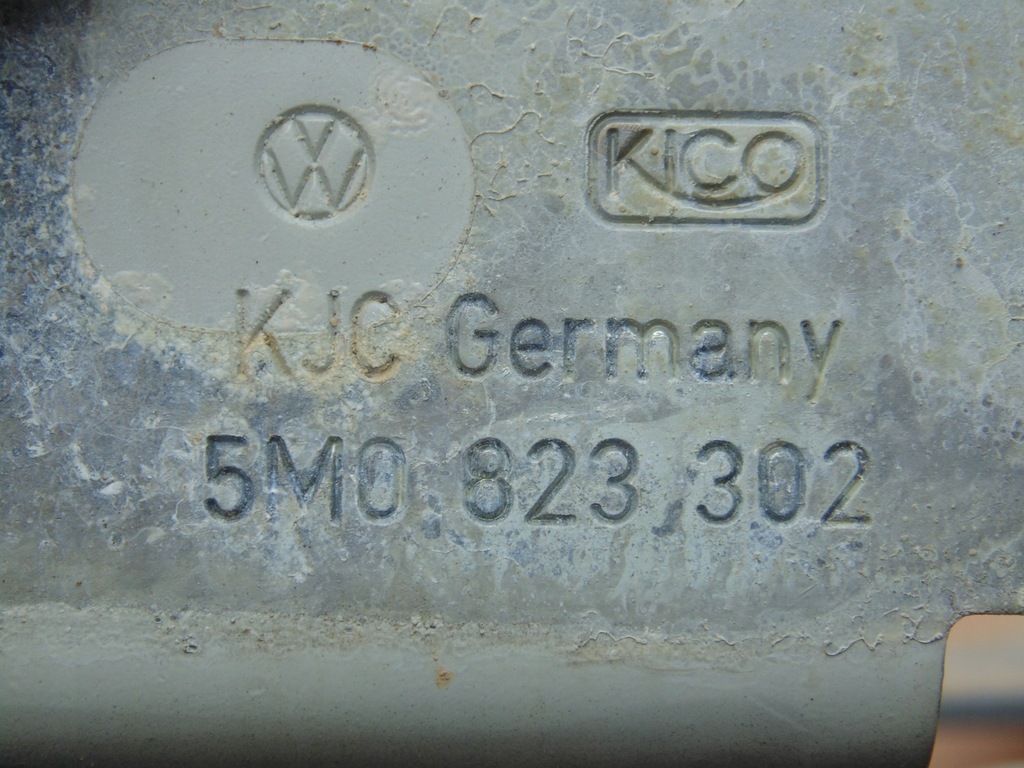 VW KICO
KJC Germany
5M0 823 302